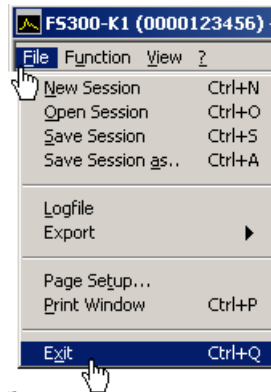 FS300-K1 (0000123456)
File Function View ?
New Session Ctrl+N
Open Session Ctrl+O
Save Session Ctrl+S
Save Session as.. Ctrl+A
Logfile
Export
Page Setup...
Print Window Ctrl+P
Exit Ctrl+Q